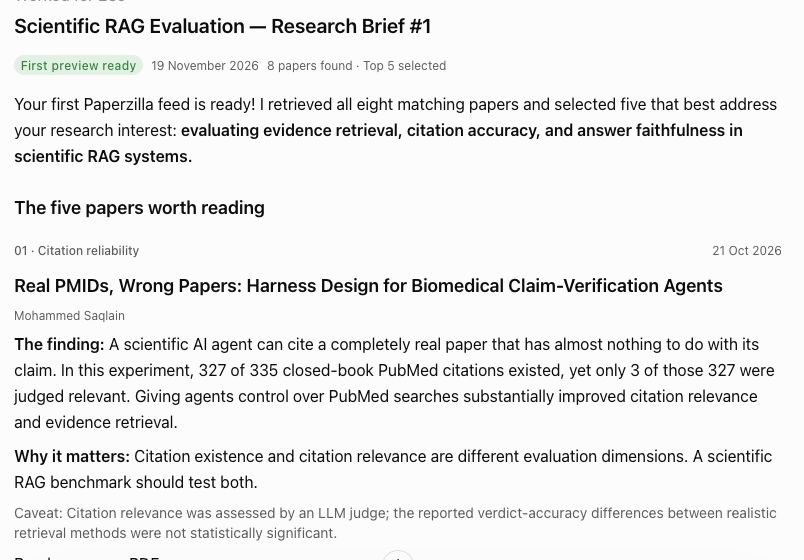 Scientific RAG Evaluation — Research Brief #1
First preview ready 19 November 2026 8 papers found · Top 5 selected
Your first Paperzilla feed is ready! I retrieved all eight matching papers and selected five that best address
your research interest: evaluating evidence retrieval, citation accuracy, and answer faithfulness in
scientific RAG systems.
The five papers worth reading
01 · Citation reliability 21 Oct 2026
Real PMIDs, Wrong Papers: Harness Design for Biomedical Claim-Verification Agents
Mohammed Saqlain
The finding: A scientific AI agent can cite a completely real paper that has almost nothing to do with its
claim. In this experiment, 327 of 335 closed-book PubMed citations existed, yet only 3 of those 327 were
judged relevant. Giving agents control over PubMed searches substantially improved citation relevance
and evidence retrieval.
Why it matters: Citation existence and citation relevance are different evaluation dimensions. A scientific
RAG benchmark should test both.
Caveat: Citation relevance was assessed by an LLM judge; the reported verdict-accuracy differences between realistic
retrieval methods were not statistically significant.